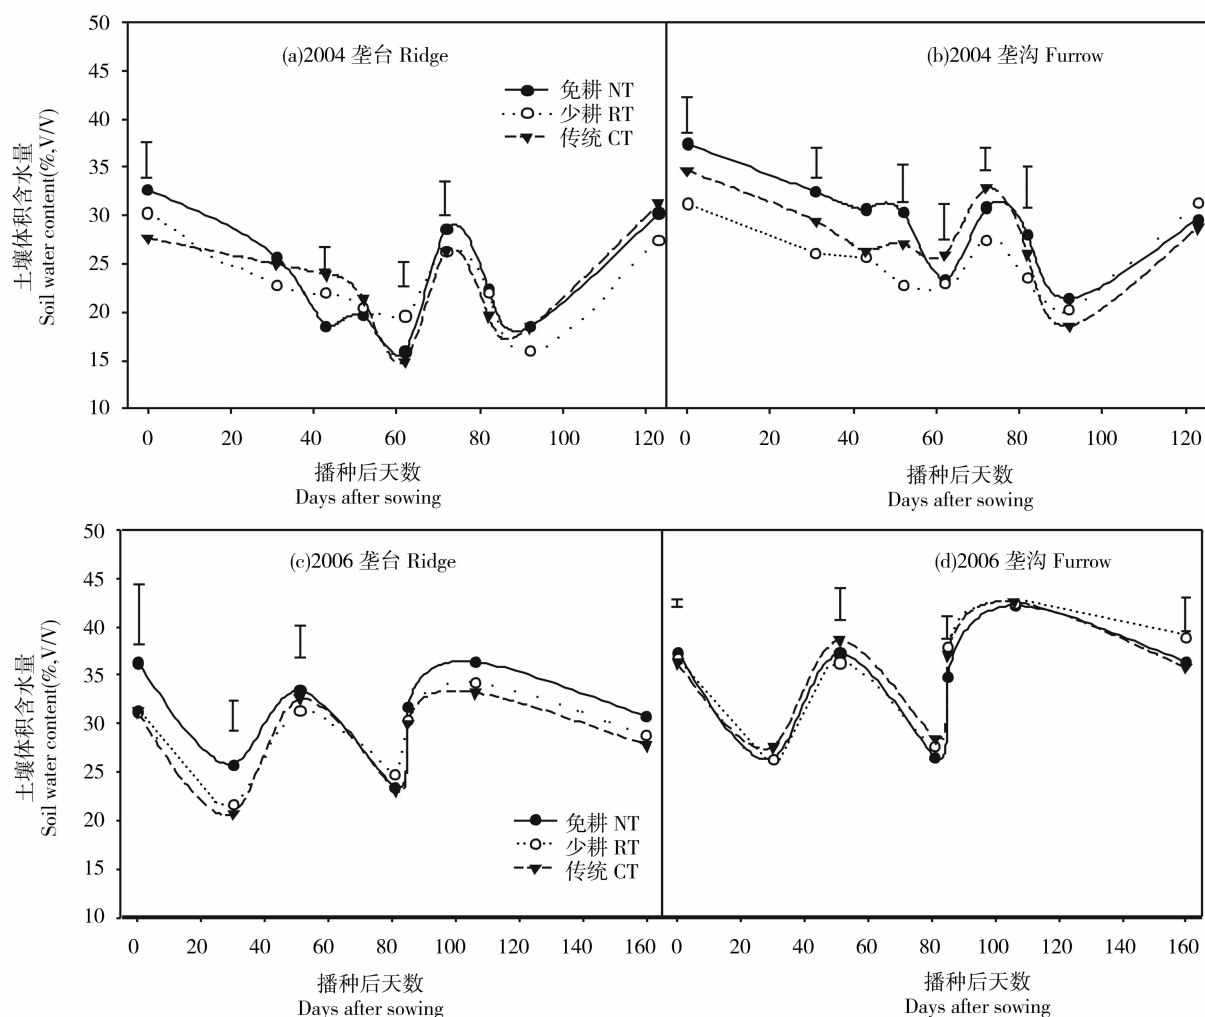 50
45
40
35
30
25
20
15
10
土壤体积含水量
Soil water content(%,V/V)
(a)2004 垄台 Ridge
免耕 NT
少耕 RT
传统 CT
0 20 40 60 80 100 120
播种后天数
Days after sowing
(b)2004 垄沟 Furrow
0 20 40 60 80 100 120
播种后天数
Days after sowing
50
45
40
35
30
25
20
15
10
土壤体积含水量
Soil water content(%,V/V)
(c)2006 垄台 Ridge
免耕 NT
少耕 RT
传统 CT
0 20 40 60 80 100 120 140 160
播种后天数
Days after sowing
(d)2006 垄沟 Furrow
0 20 40 60 80 100 120 140 160
播种后天数
Days after sowing